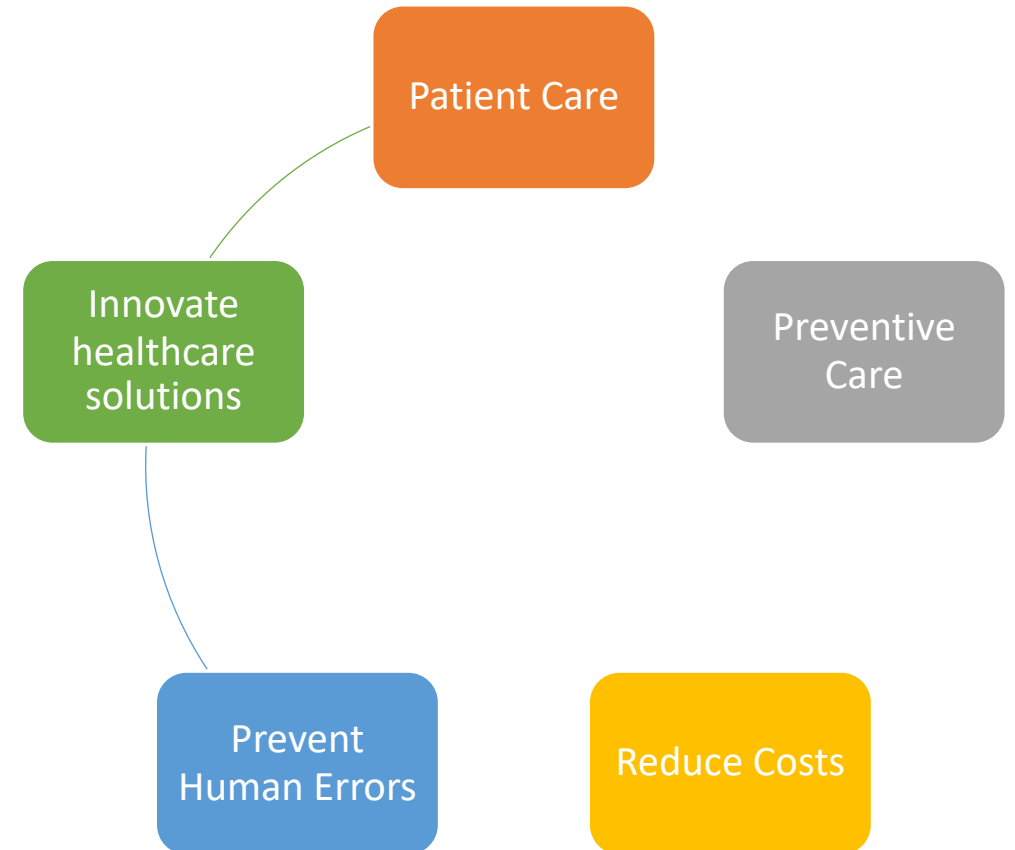 Patient Care
Innovate
healthcare
solutions
Preventive
Care
Prevent
Human Errors
Reduce Costs